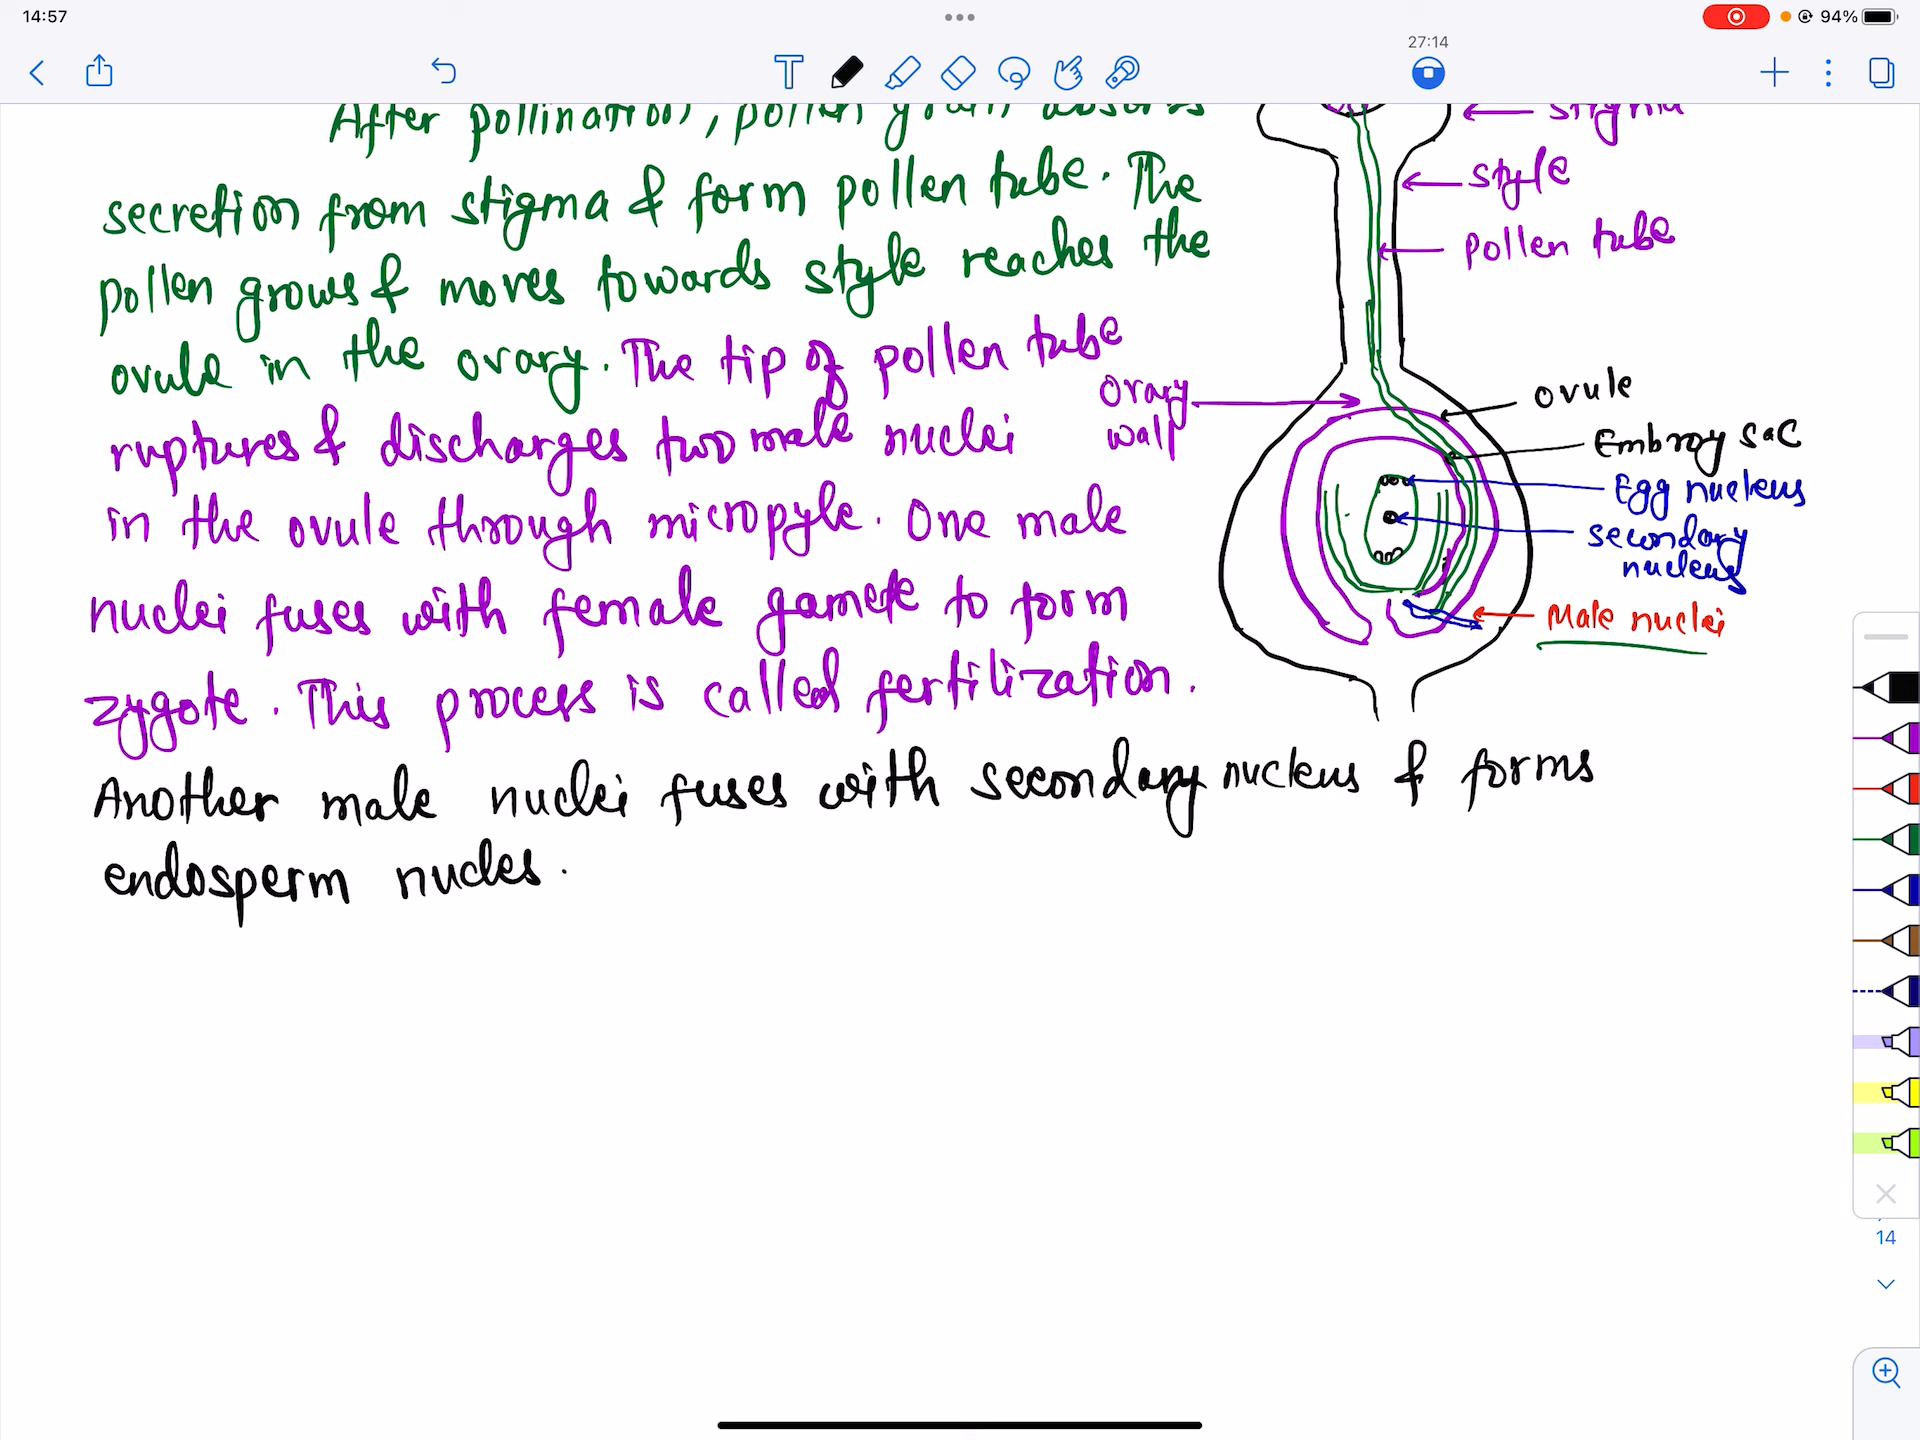 14:57
94%
27:14
After pollination, pollen grain absorbs
secretion from stigma & form pollen tube. The
pollen grows & moves towards style reaches the
ovule in the ovary. The tip of pollen tube
ruptures & discharges two male nuclei
in the ovule through micropyle. One male
nuclei fuses with female gamete to form
zygote. This process is called fertilization.
Another male nuclei fuses with secondary nucleus & forms
endosperm nucles.
stigma
style
pollen tube
ovary
wall
ovule
Embroy sac
Egg nucleus
secondary
nucleus
Male nuclei
14